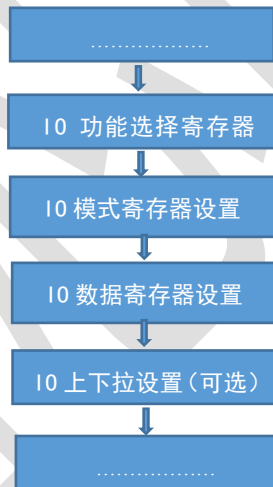 ..................
IO 功能选择寄存器
IO 模式寄存器设置
IO 数据寄存器设置
IO 上下拉设置(可选)
..................